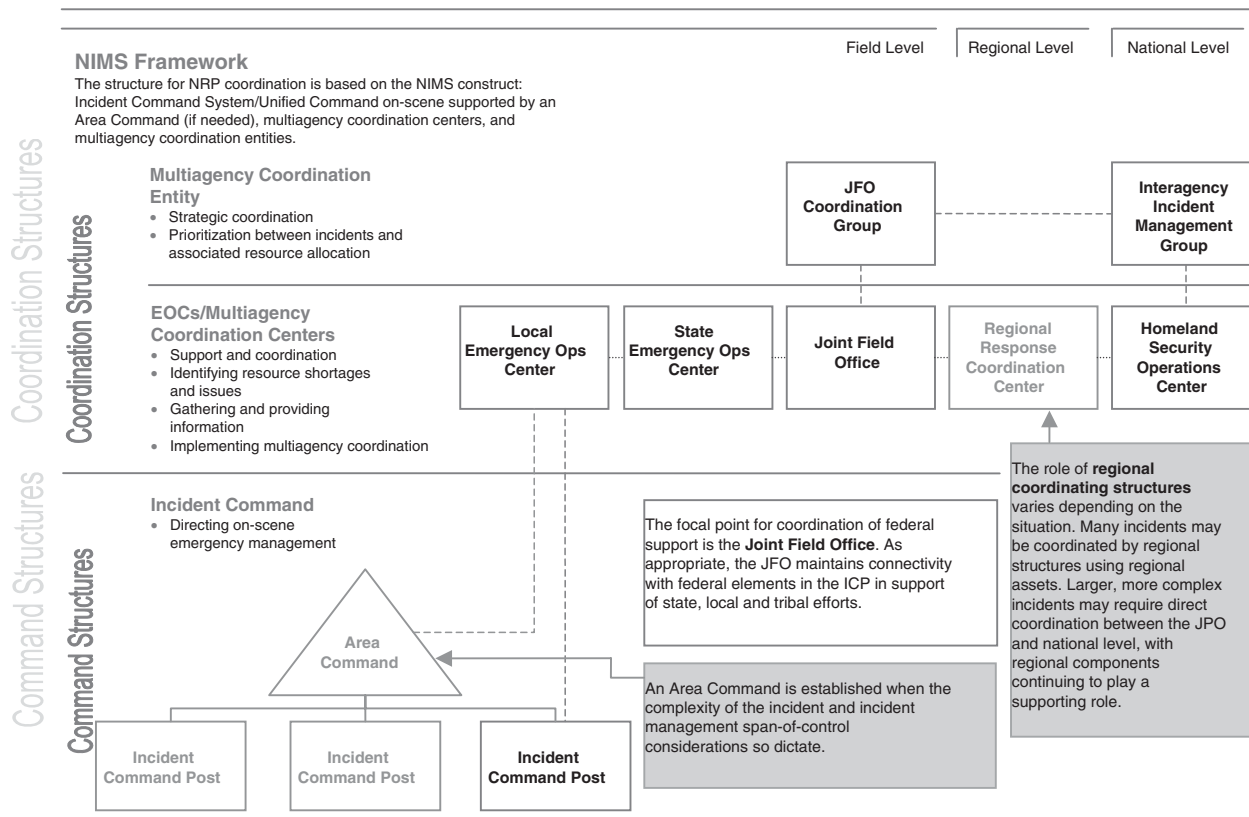 Field Level
Regional Level
National Level
NIMS Framework
The structure for NRP coordination is based on the NIMS construct:
Incident Command System/Unified Command on-scene supported by an
Area Command (if needed), multiagency coordination centers, and
multiagency coordination entities.
Coordination Structures
Coordination Structures
Multiagency Coordination
Entity
• Strategic coordination
• Prioritization between incidents and
associated resource allocation
JFO
Coordination
Group
Interagency
Incident
Management
Group
EOCs/Multiagency
Coordination Centers
• Support and coordination
• Identifying resource shortages
and issues
• Gathering and providing
information
• Implementing multiagency coordination
Local
Emergency Ops
Center
State
Emergency Ops
Center
Joint Field
Office
Regional
Response
Coordination
Center
Homeland
Security
Operations
Center
Command Structures
Command Structures
Incident Command
• Directing on-scene
emergency management
The focal point for coordination of federal
support is the Joint Field Office. As
appropriate, the JFO maintains connectivity
with federal elements in the ICP in support
of state, local and tribal efforts.
The role of regional
coordinating structures
varies depending on the
situation. Many incidents may
be coordinated by regional
structures using regional
assets. Larger, more complex
incidents may require direct
coordination between the JPO
and national level, with
regional components
continuing to play a
supporting role.
Area
Command
An Area Command is established when the
complexity of the incident and incident
management span-of-control
considerations so dictate.
Incident
Command Post
Incident
Command Post
Incident
Command Post